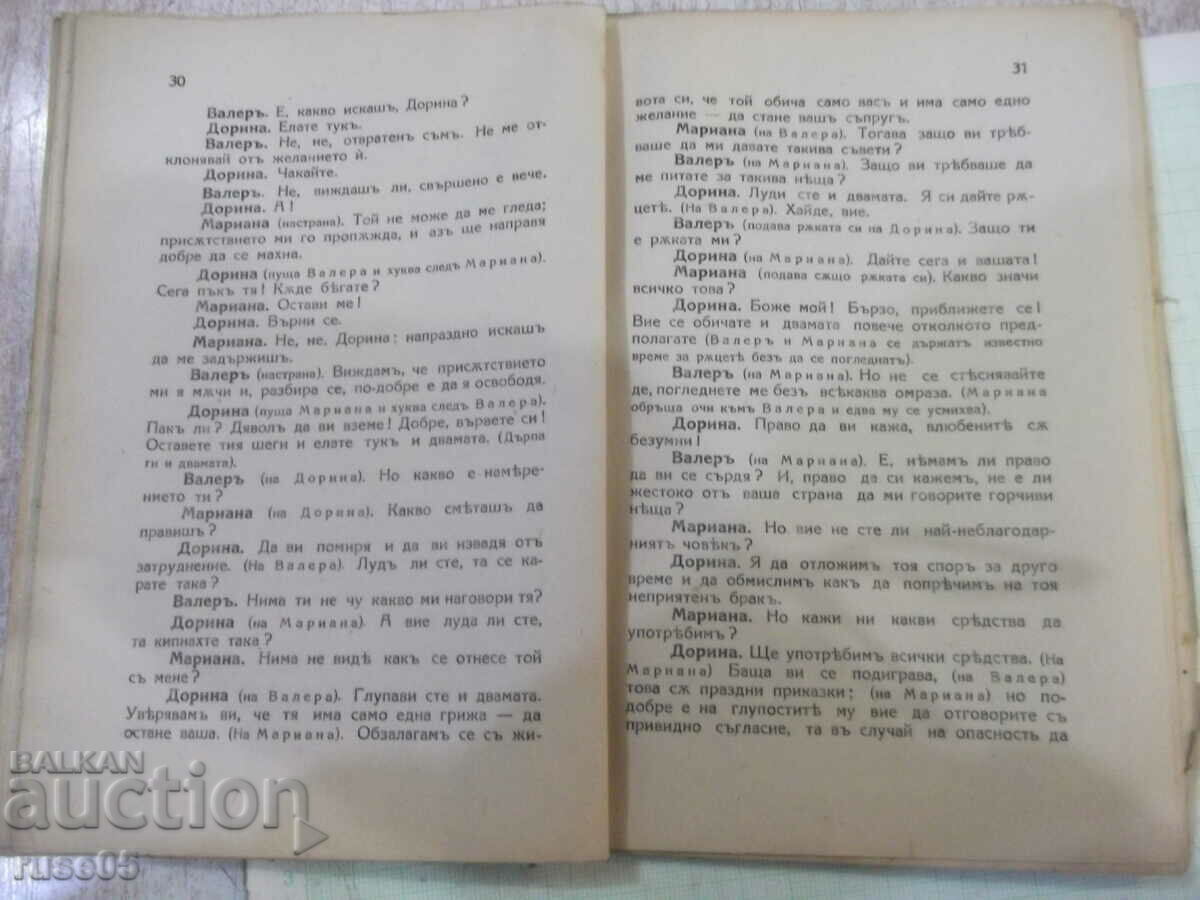 30
Валеръ. Е, какво искашъ, Дорина?
Дорина. Елате тукъ.
Валеръ. Не, не, отвратенъ съмъ. Не ме от-
клонявай отъ желанието ѝ.
Дорина. Чакайте.
Валеръ. Не, виждашъ ли, свършено е вече.
Дорина. А!
Мариана (настрана). Той не може да ме гледа;
присѫтствието ми го пропѫжда, и азъ ще направя
добре да се махна.
Дорина (пуща Валера и хуква следъ Мариана).
Сега пъкъ тя! Кѫде бѣгате?
Мариана. Остави ме!
Дорина. Върни се.
Мариана. Не, не, Дорина: напраздно искашъ
да ме задържишъ.
Валеръ (настрана). Виждамъ, че присѫтствието
ми я мѫчи и, разбира се, по-добре е да я освободя.
Дорина (пуща Мариана и хуква следъ Валера).
Пакъ ли? Дяволъ да ви вземе! Добре, вървете си!
Оставете тия шеги и елате тукъ и двамата. (Дърпа
ги и двамата).
Валеръ (на Дорина). Но какво е намѣре-
нието ти?
Мариана (на Дорина). Какво смѣташъ да
правишъ?
Дорина. Да ви помиря и да ви извадя отъ
затруднение. (На Валера). Лудъ ли сте, та се ка-
рате така?
Валеръ. Нима ти не чу какво ми наговори тя?
Дорина (на Мариана). А вие луда ли сте,
та кипнахте така?
Мариана. Нима не видѣ какъ се отнесе той
съ мене?
Дорина (на Валера). Глупави сте и двамата.
Увѣрявамъ ви, че тя има само една грижа — да
остане ваша. (На Мариана). Обзалагамъ се съ жи-
31
вота си, че той обича само васъ и има само едно
желание — да стане вашъ съпругъ.
Мариана (на Валера). Тогава защо ви трѣб-
ваше да ми давате такива съвети?
Валеръ (на Мариана). Защо ви трѣбваше да
ме питате за такива нѣща?
Дорина. Луди сте и двамата. Я си дайте рѫ-
цетѣ. (На Валера). Хайде, вие.
Валеръ (подава рѫката си на Дорина). Защо ти
е рѫката ми?
Дорина (на Мариана). Дайте сега и вашата!
Мариана (подава сѫщо рѫката си). Какво значи
всичко това?
Дорина. Боже мой! Бързо, приближете се!
Вие се обичате и двамата повече отколкото пред-
полагате (Валеръ и Мариана се държатъ известно
време за рѫцетѣ безъ да се погледнатъ).
Валеръ (на Мариана). Но не се стѣснявайте
де, погледнете ме безъ всѣкаква омраза. (Мариана
обръща очи къмъ Валера и едва му се усмихва).
Дорина. Право да ви кажа, влюбенитѣ сѫ
безумни!
Валеръ (на Мариана). Е, нѣмамъ ли право
да ви се сърдя? И, право да си кажемъ, не е ли
жестоко отъ ваша страна да ми говорите горчиви
нѣща?
Мариана. Но вие не сте ли най-неблагодар-
ниятъ човѣкъ?
Дорина. Я да отложимъ тоя споръ за друго
време и да обмислимъ какъ да попрѣчимъ на тоя
неприятенъ бракъ.
Мариана. Но кажи ни какви срѣдства да
употрѣбимъ?
Дорина. Ще употрѣбимъ всички срѣдства. (На
Мариана) Баща ви се подиграва, (на Валера)
това сѫ праздни приказки; (на Мариана) но по-
добре е на глупоститѣ му вие да отговорите съ
привидно съгласие, та въ случай на опасность да
BALKAN
auction
ruse05